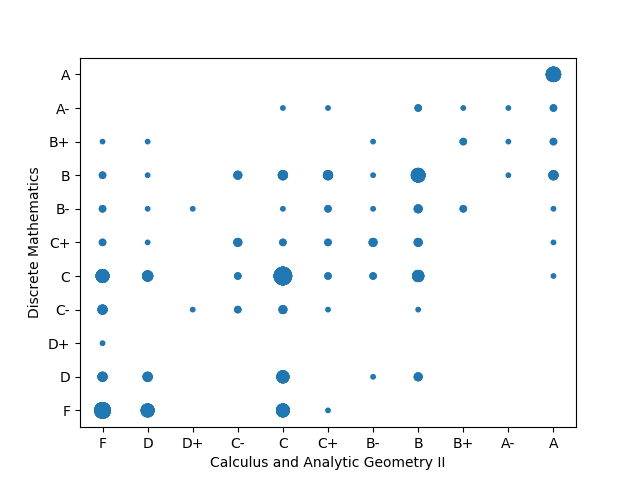 A
A-
B+
B
B-
C+
C
C-
D+
D
F
Discrete Mathematics
F D D+ C- C C+ B- B B+ A- A
Calculus and Analytic Geometry II